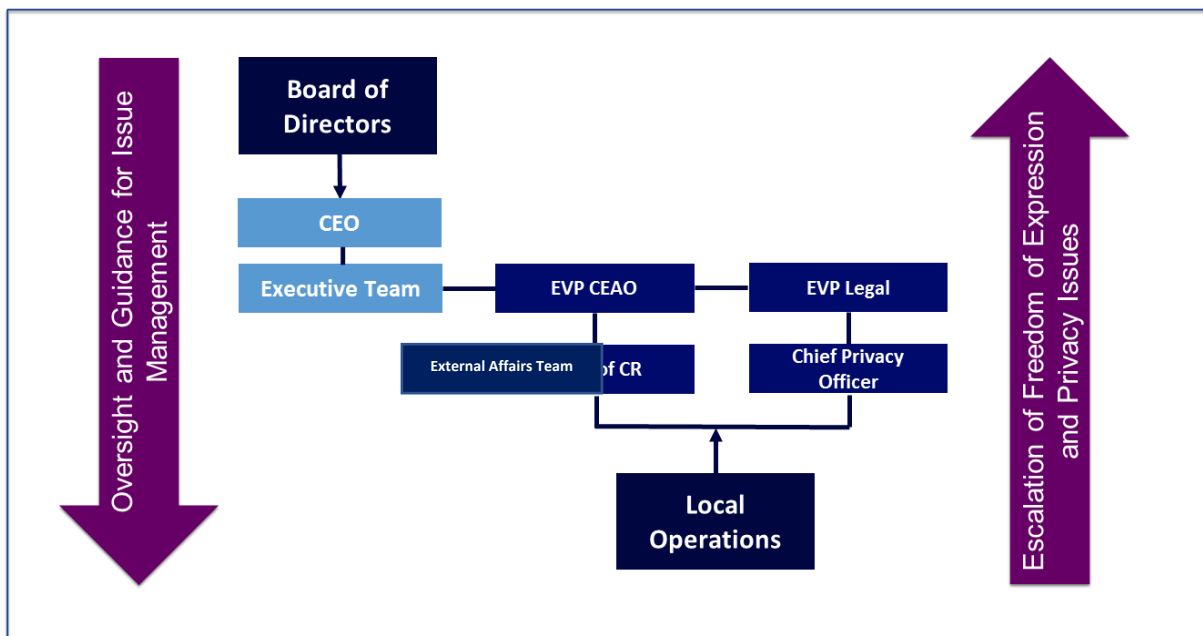 Oversight and Guidance for Issue
Management
Board of
Directors
CEO
Executive Team
EVP CEAO
EVP Legal
External Affairs Team
of CR
Chief Privacy
Officer
Local
Operations
Escalation of Freedom of Expression
and Privacy Issues